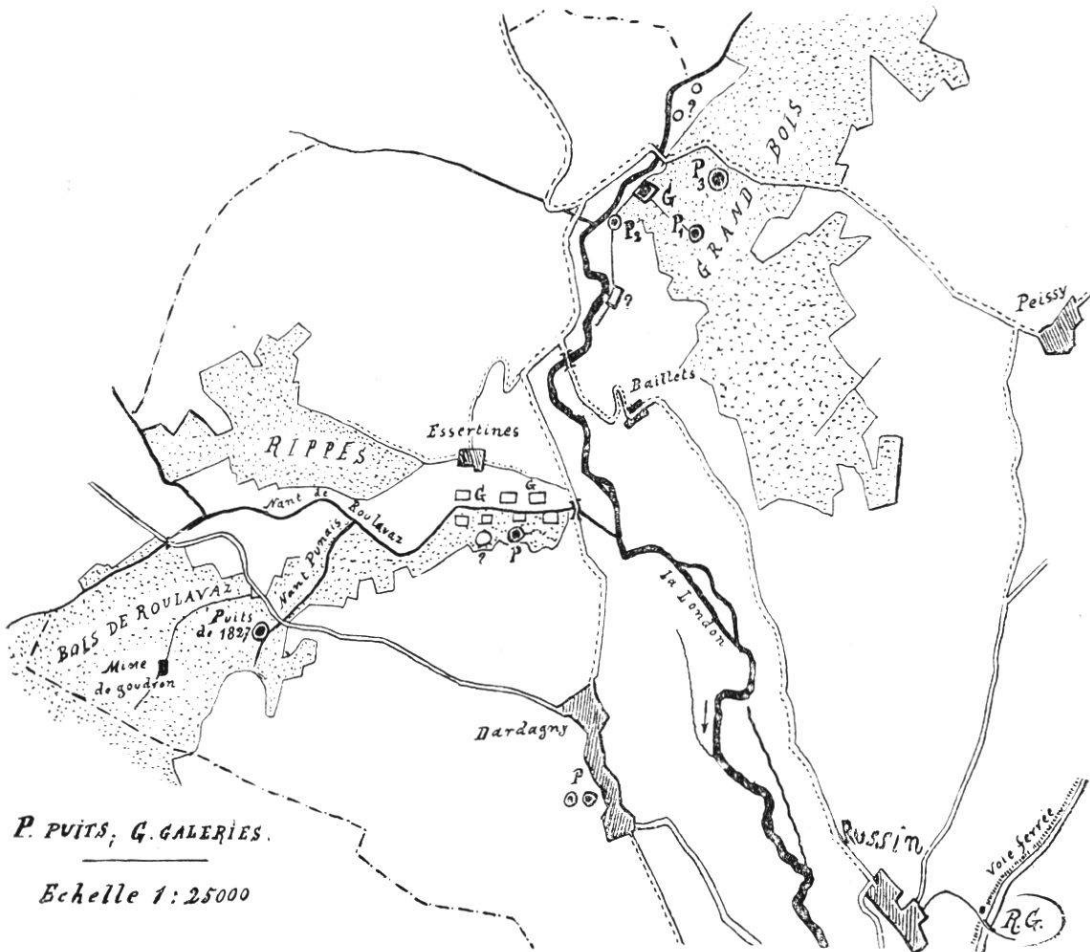 ?
BOIS
P3
G
GRAND
P2
P1
?
Peissy
Baillets
Essertines
RIPPES
G
G
Nant de Roulavaz
Nant Punais
?
P
BOIS DE ROULAVAZ
Puits
de 1827
la London
Mine
de goudron
Dardagny
P
P. PUITS; G. GALERIES.
Echelle 1:25000
Russin
Voie ferrée
R.G.